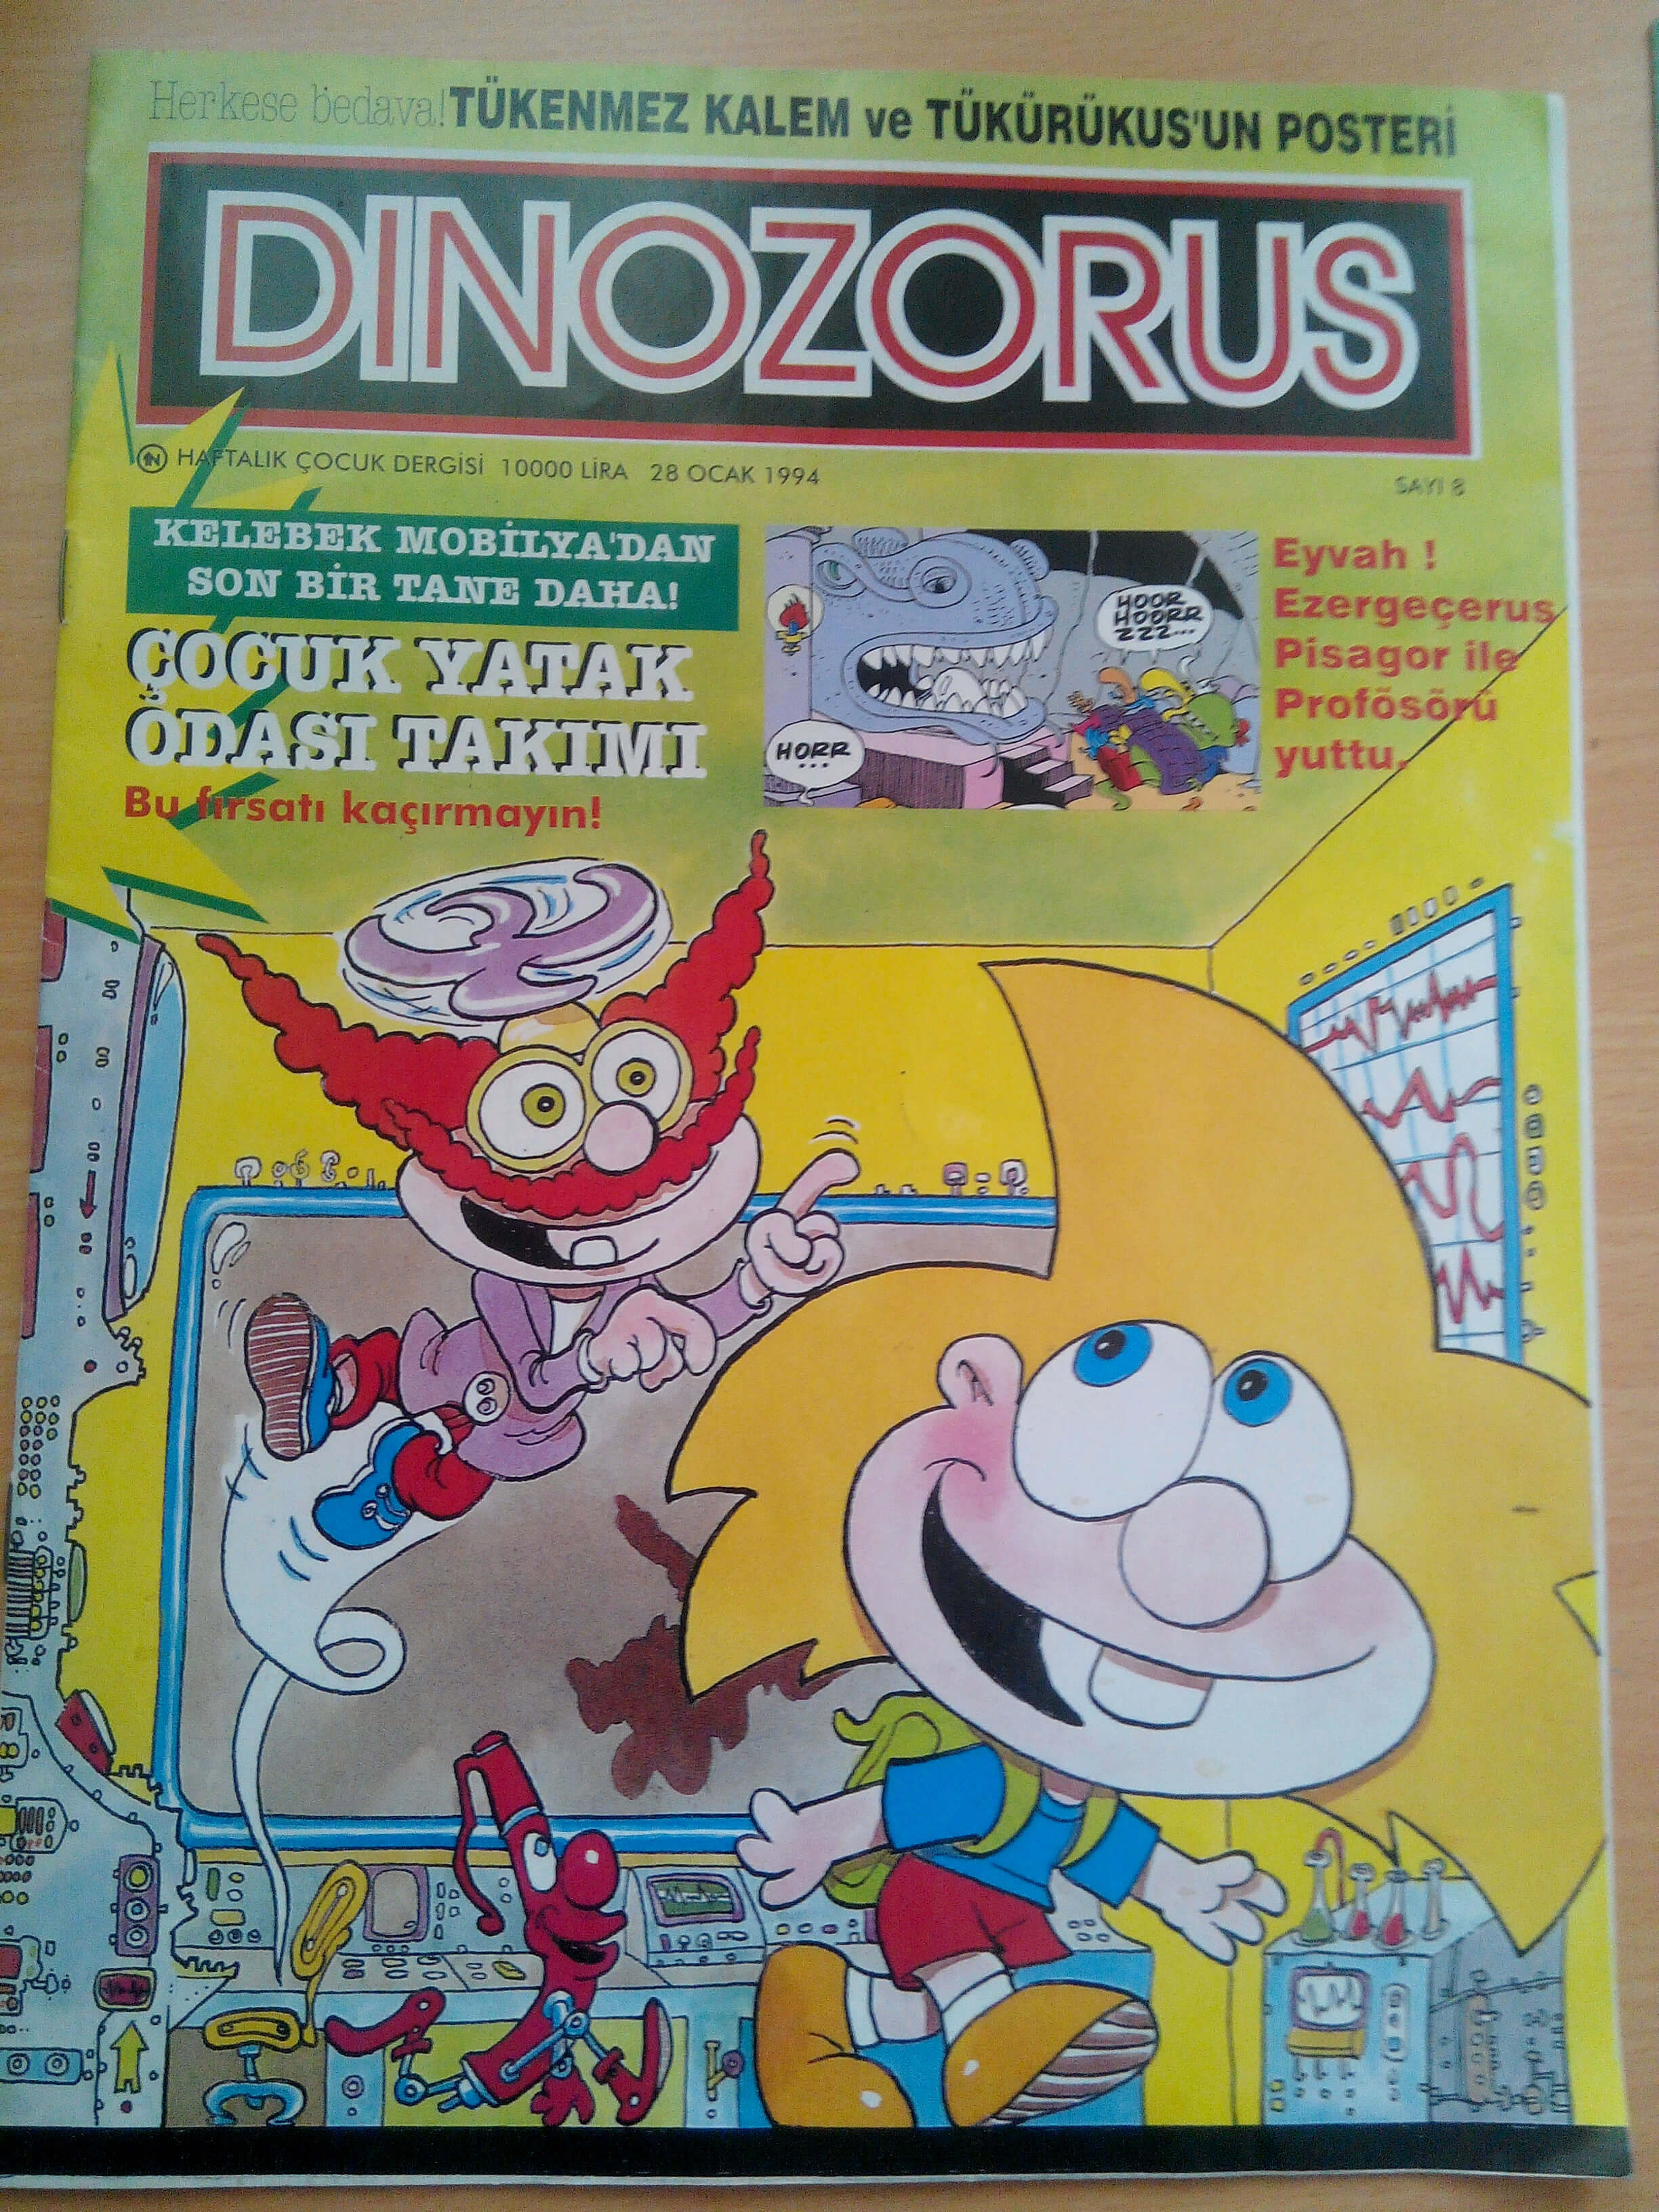 Herkese bedava! TÜKENMEZ KALEM ve TÜKÜRÜKUS'UN POSTERİ
DINOZORUS
1N HAFTALIK ÇOCUK DERGİSİ 10000 LİRA 28 OCAK 1994
SAYI 8
KELEBEK MOBİLYA'DAN
SON BİR TANE DAHA!
ÇOCUK YATAK
ODASI TAKIMI
Bu fırsatı kaçırmayın!
HOOR
HOORR
ZZZ...
HORR
...
Eyvah !
Ezergeçerus
Pisagor ile
Profösörü
yuttu.